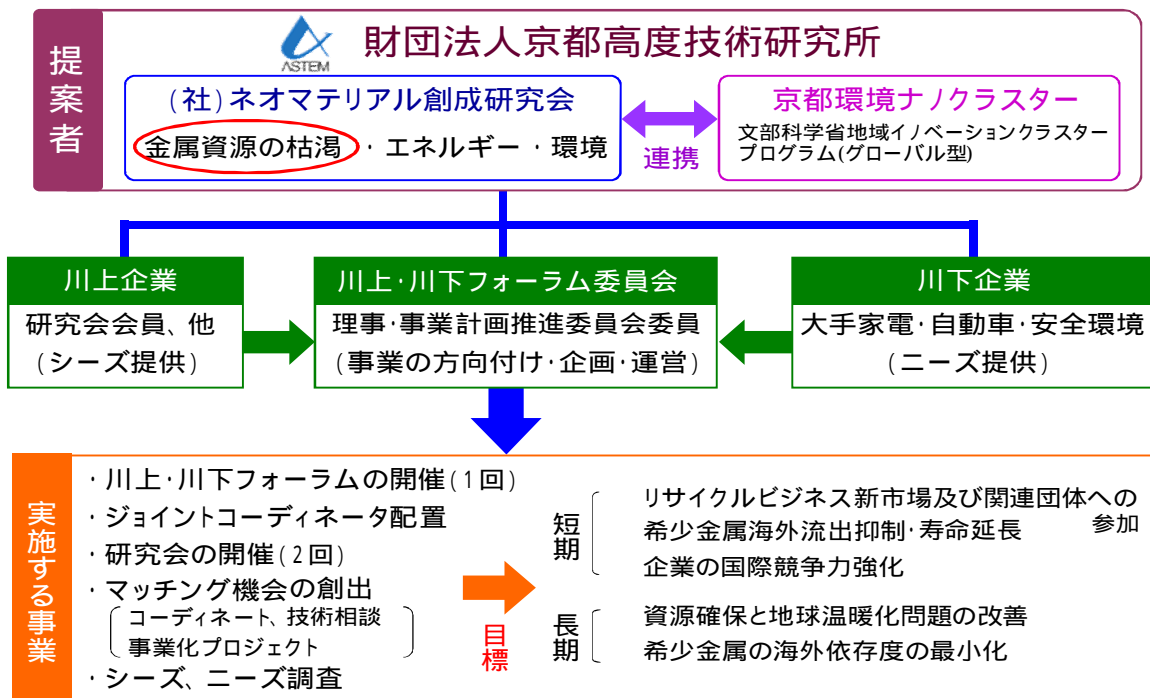 提案者
ASTEM
財団法人京都高度技術研究所
(社)ネオマテリアル創成研究会
金属資源の枯渇・エネルギー・環境
連携
京都環境ナノクラスター
文部科学省地域イノベーションクラスター
プログラム(グローバル型)
川上企業
研究会会員、他
(シーズ提供)
川上・川下フォーラム委員会
理事・事業計画推進委員会委員
(事業の方向付け・企画・運営)
川下企業
大手家電・自動車・安全環境
(ニーズ提供)
実施する事業
・川上・川下フォーラムの開催(1回)
・ジョイントコーディネータ配置
・研究会の開催(2回)
・マッチング機会の創出
コーディネート、技術相談
事業化プロジェクト
・シーズ、ニーズ調査
目標
短期
リサイクルビジネス新市場及び関連団体への
参加
希少金属海外流出抑制・寿命延長
企業の国際競争力強化
長期
資源確保と地球温暖化問題の改善
希少金属の海外依存度の最小化